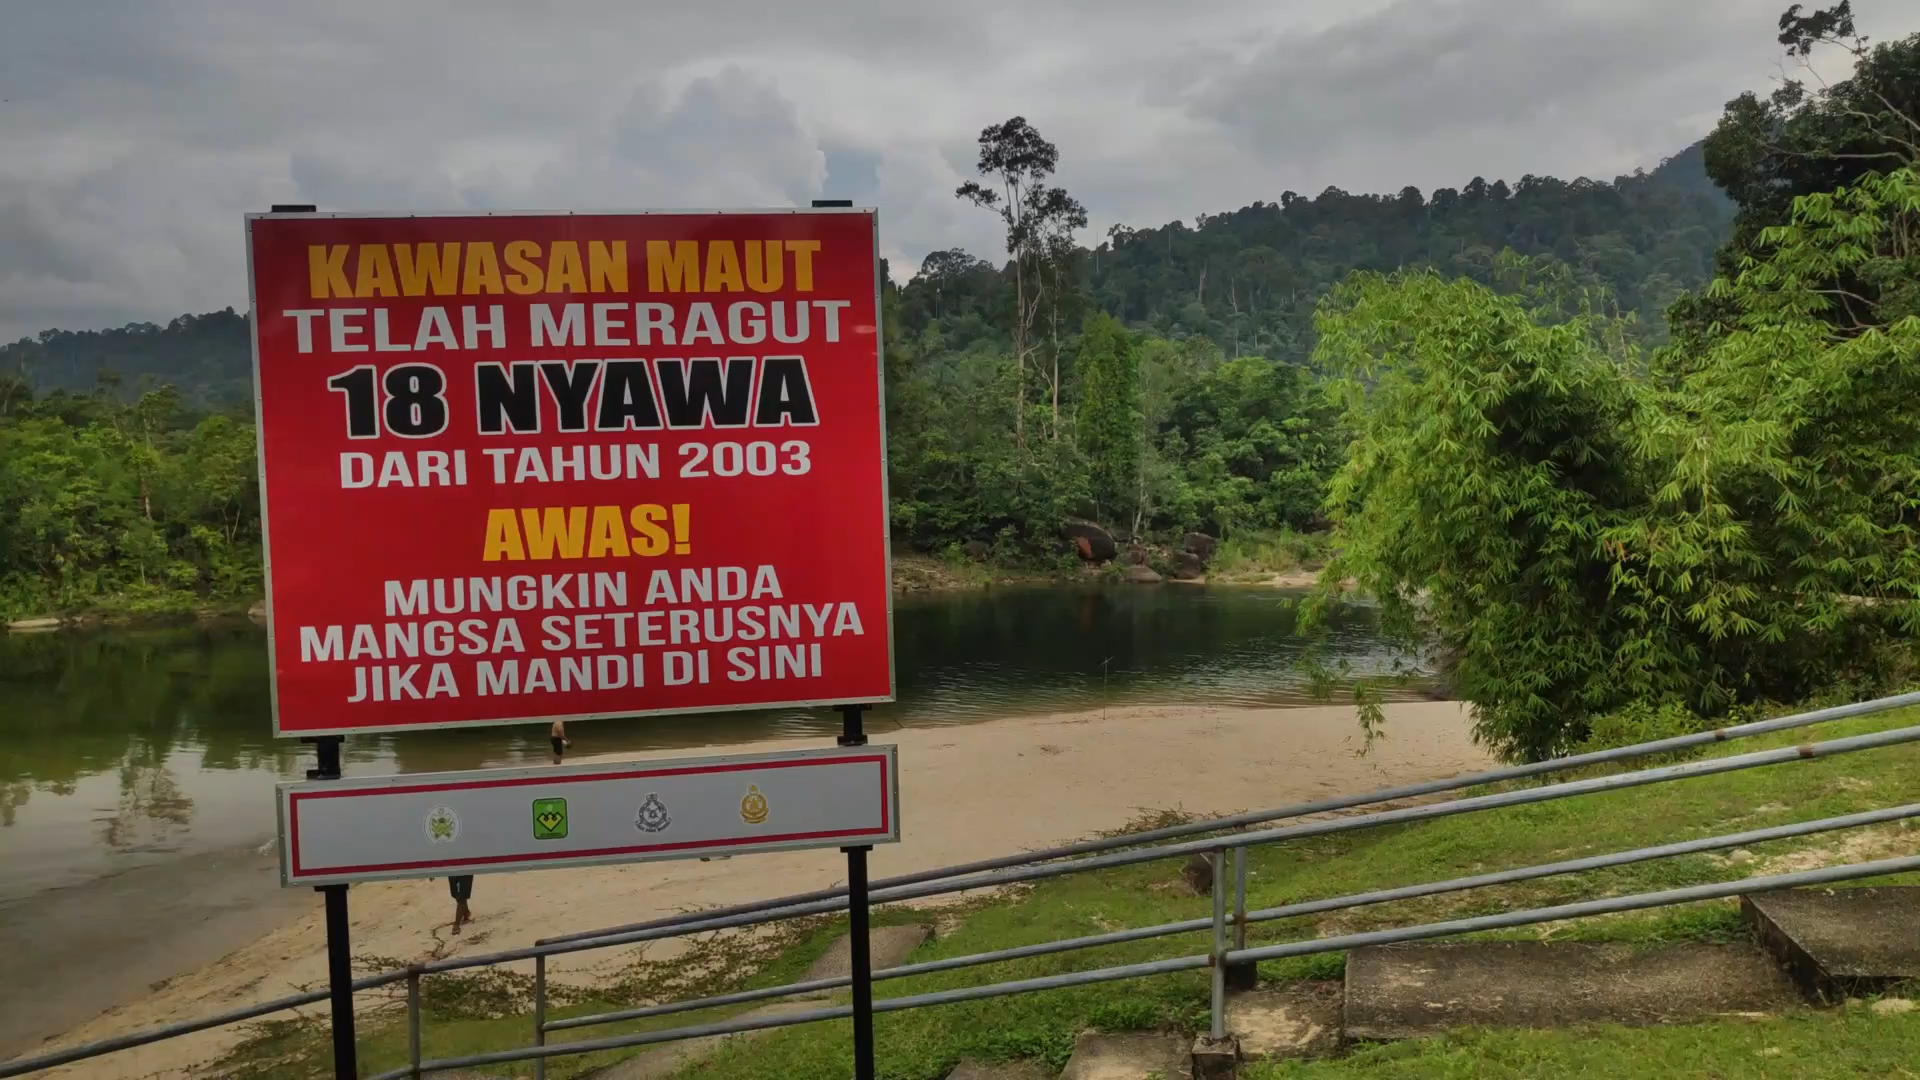 KAWASAN MAUT
TELAH MERAGUT
18 NYAWA
DARI TAHUN 2003
AWAS!
MUNGKIN ANDA
MANGSA SETERUSNYA
JIKA MANDI DI SINI